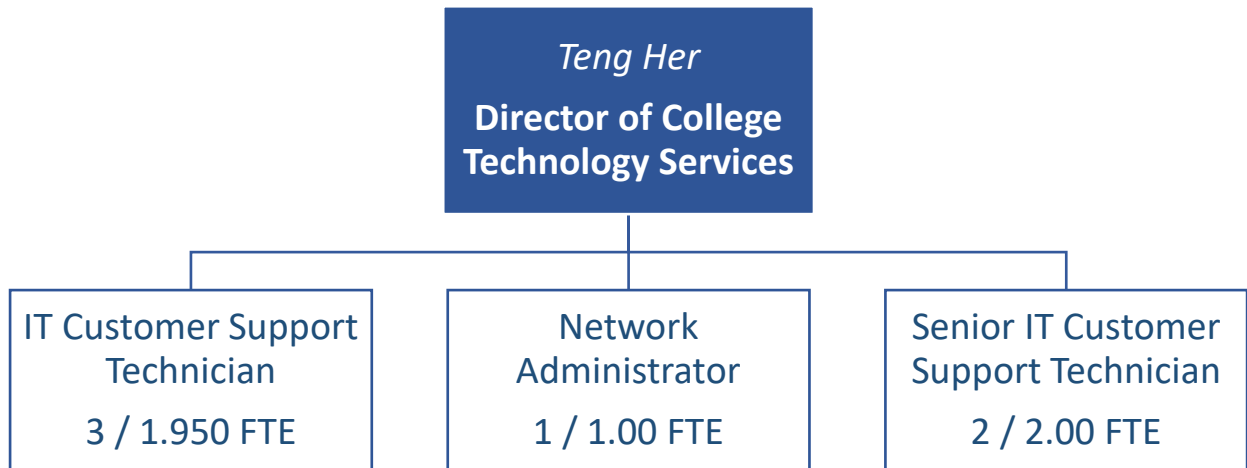 Teng Her
Director of College
Technology Services
IT Customer Support
Technician
3 / 1.950 FTE
Network
Administrator
1 / 1.00 FTE
Senior IT Customer
Support Technician
2 / 2.00 FTE